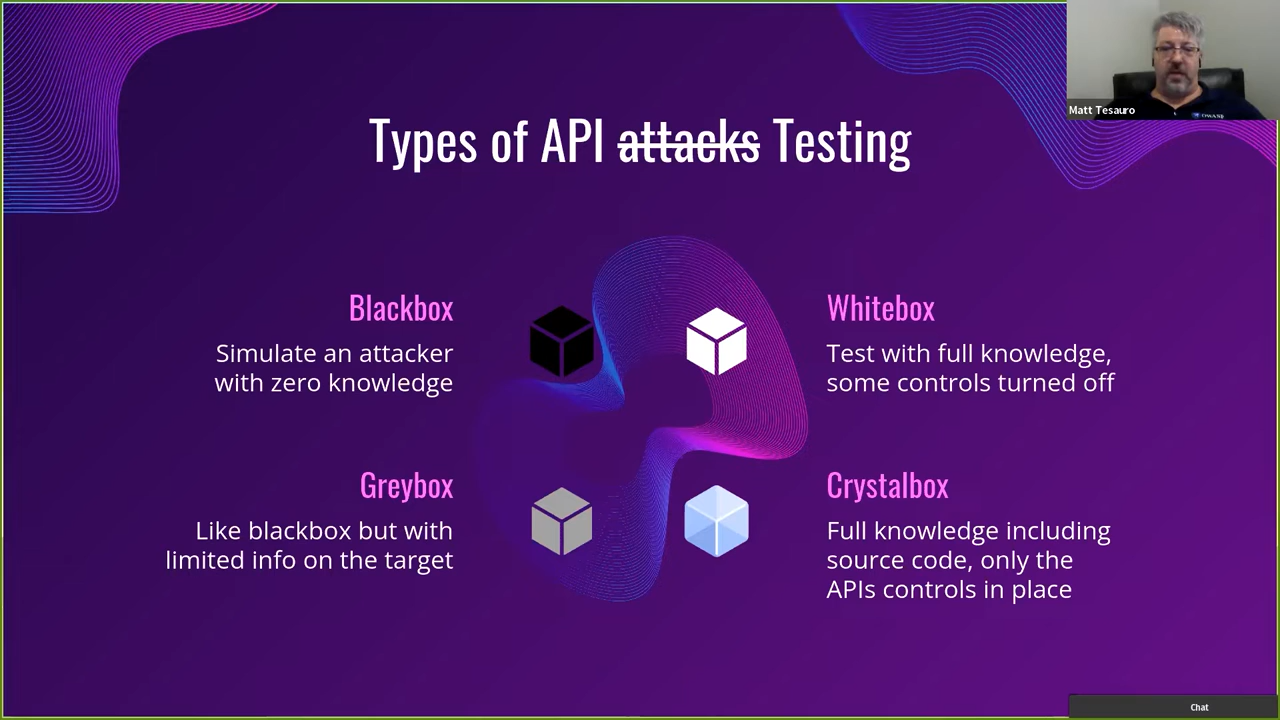 Matt Tesauro
Types of API attacks Testing
Blackbox
Simulate an attacker
with zero knowledge
Whitebox
Test with full knowledge,
some controls turned off
Greybox
Like blackbox but with
limited info on the target
Crystalbox
Full knowledge including
source code, only the
APIs controls in place
Chat